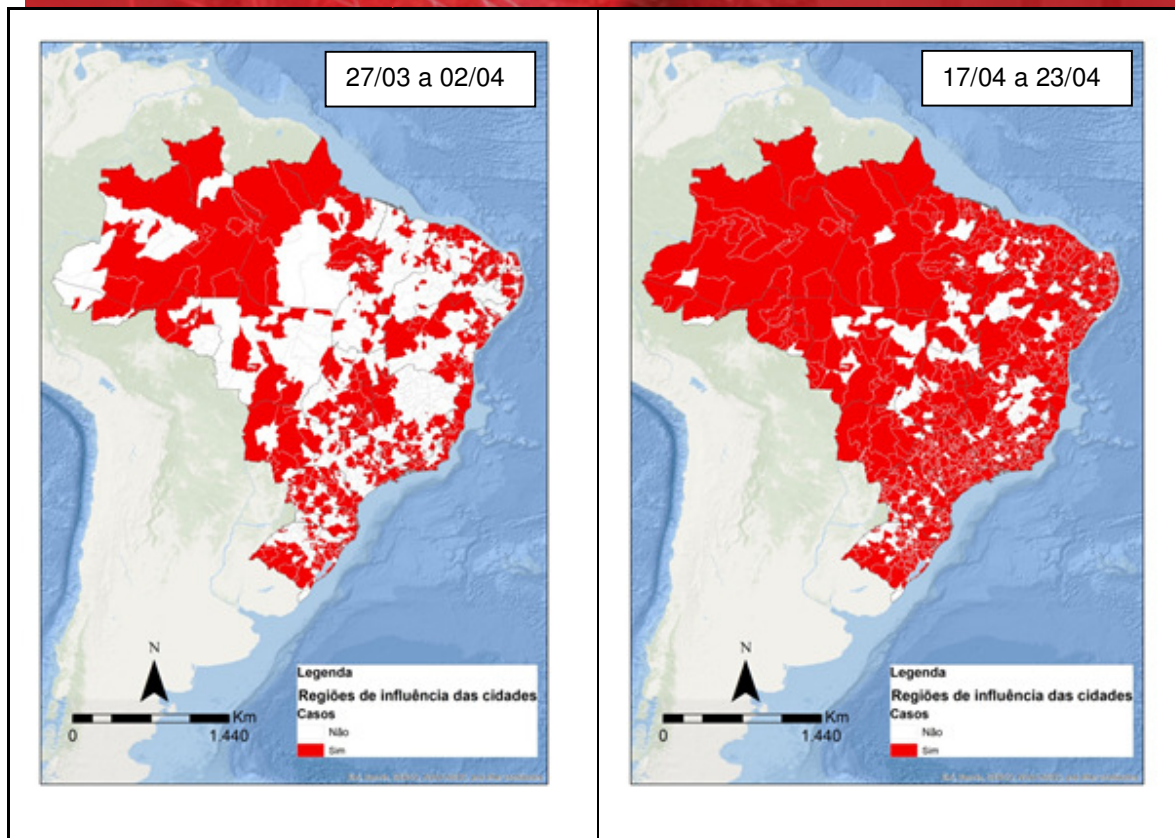 27/03 a 02/04
N
Km
0
1.440
Legenda
Regiões de influência das cidades
Casos
Não
Sim
17/04 a 23/04
N
Km
0
1.440
Legenda
Regiões de influência das cidades
Casos
Não
Sim